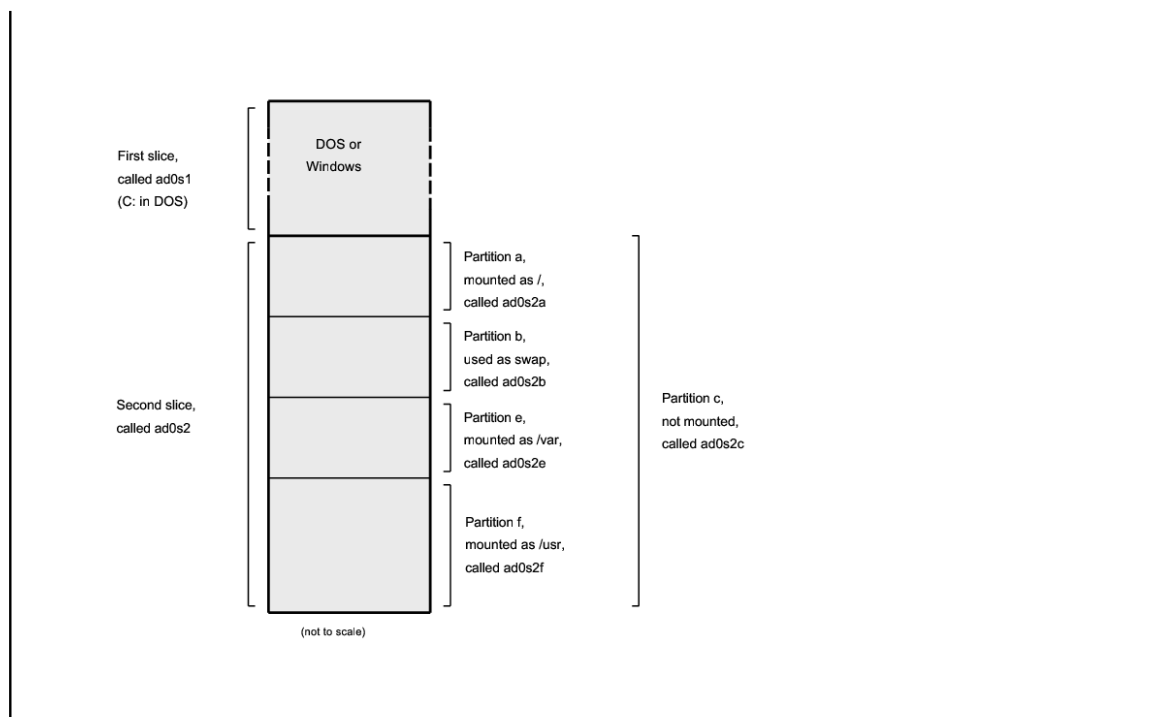 DOS or
Windows
First slice,
called ad0s1
(C: in DOS)
Partition a,
mounted as /,
called ad0s2a
Partition b,
used as swap,
called ad0s2b
Second slice,
called ad0s2
Partition e,
mounted as /var,
called ad0s2e
Partition c,
not mounted,
called ad0s2c
Partition f,
mounted as /usr,
called ad0s2f
(not to scale)